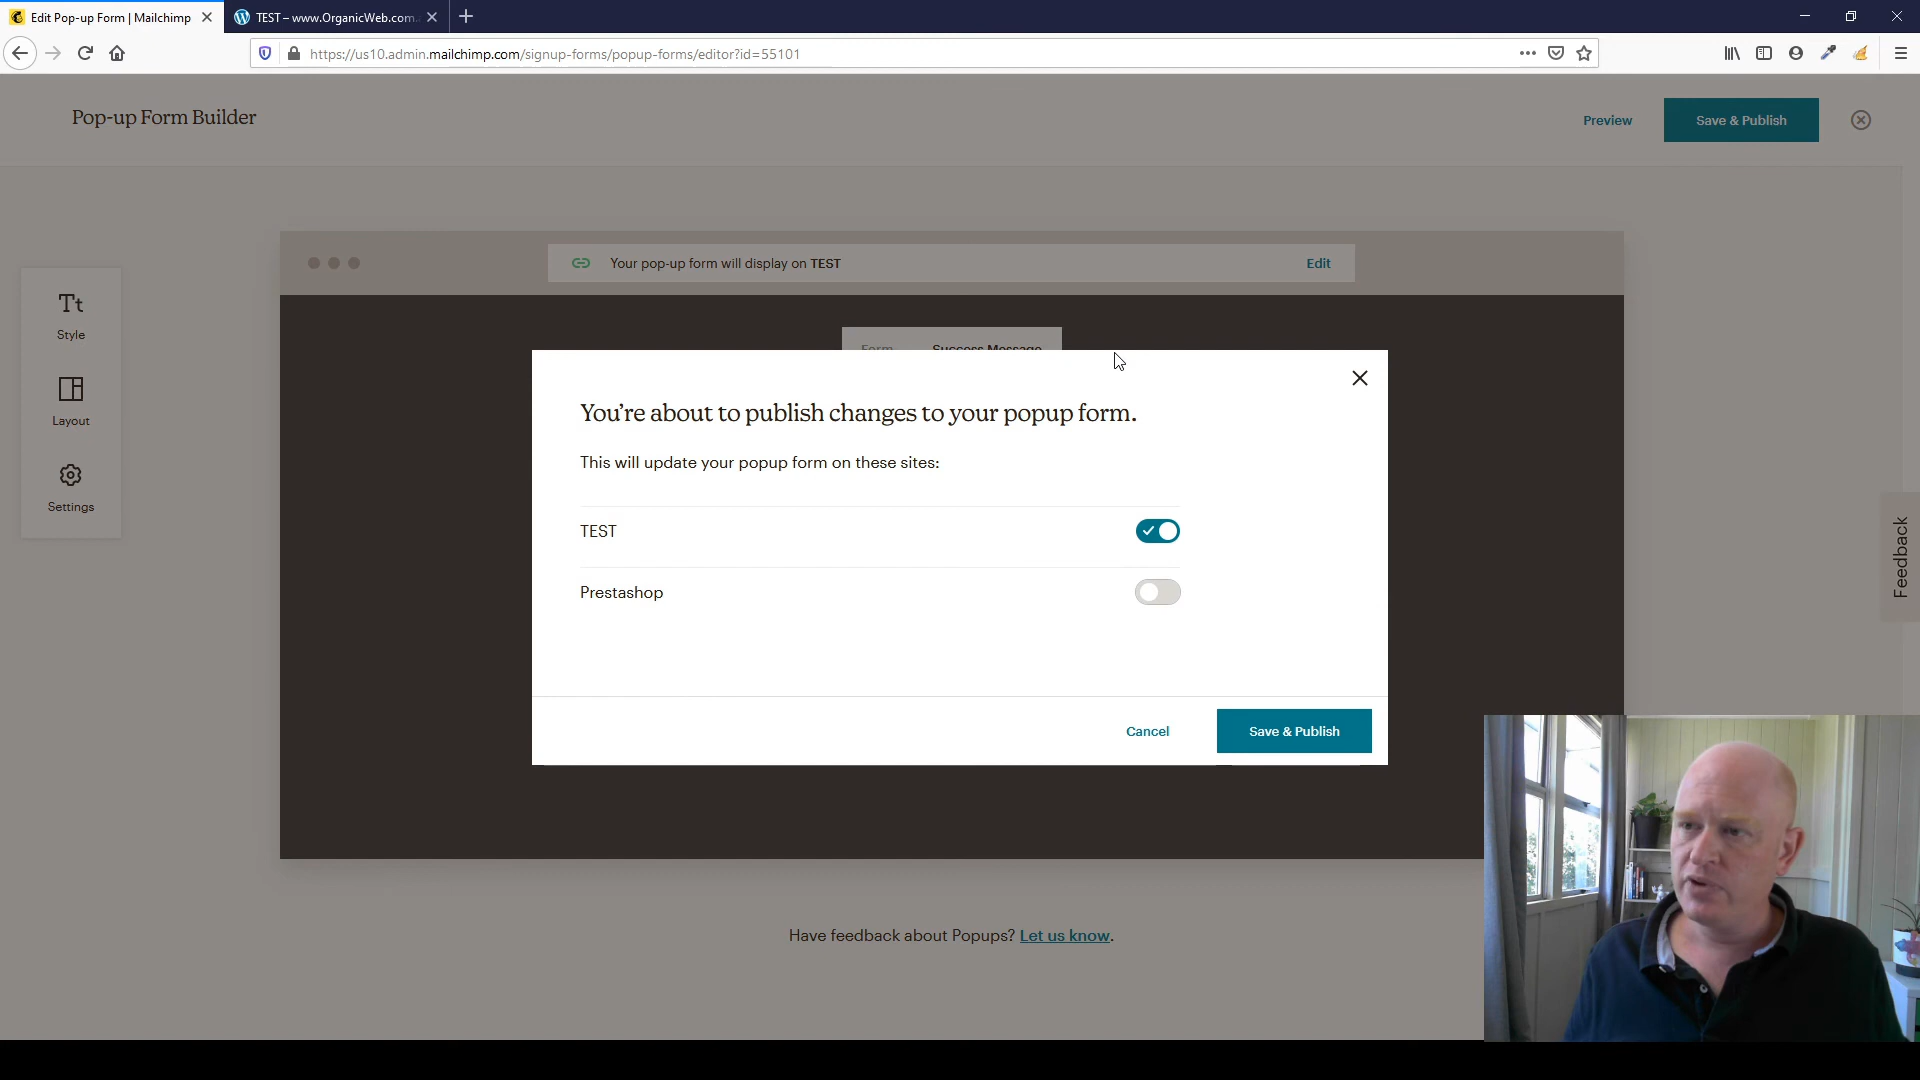 Edit Pop-up Form | Mailchimp
TEST – www.OrganicWeb.com.
https://us10.admin.mailchimp.com/signup-forms/popup-forms/editor?id=55101
Pop-up Form Builder
Preview
Save & Publish
Your pop-up form will display on TEST
Edit
Tt
Style
Layout
Settings
Form
Success Message
You're about to publish changes to your popup form.
This will update your popup form on these sites:
TEST
Prestashop
Cancel
Save & Publish
Feedback
Have feedback about Popups? Let us know.